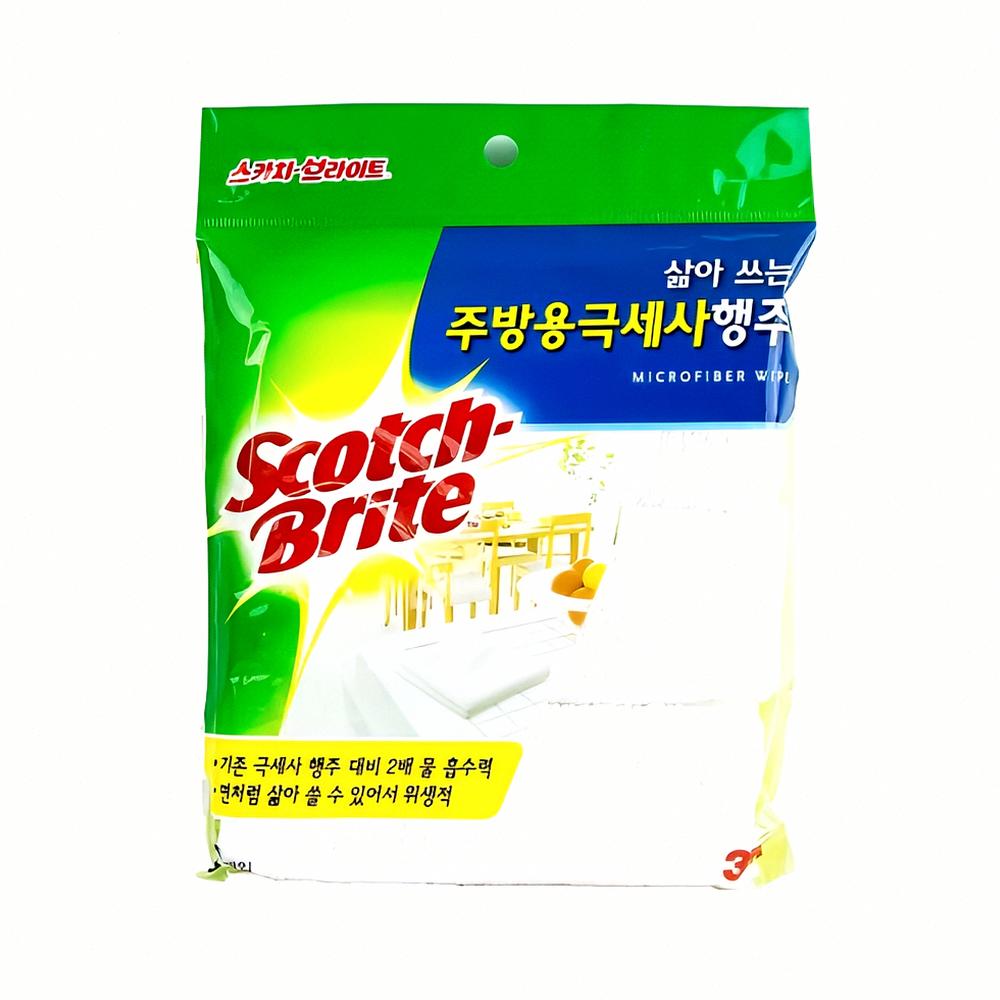 스카치-브라이트
삶아 쓰는
주방용극세사행주
MICROFIBER WIPE
Scotch-
Brite
·기존 극세사 행주 대비 2배 물 흡수력
·면처럼 삶아 쓸 수 있어서 위생적